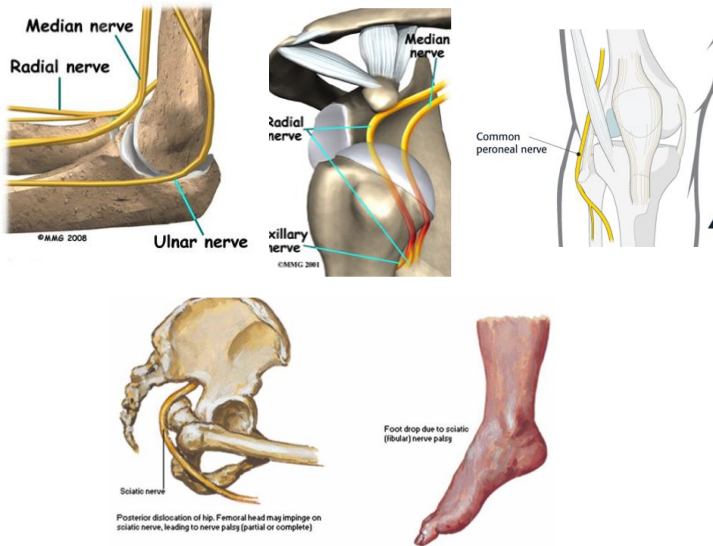 Median nerve
Radial nerve
©MMG 2008
Ulnar nerve
Median
nerve
Radial
nerve
xillary
nerve
©MMG 2001
Common
peroneal nerve
Sciatic nerve
Posterior dislocation of hip. Femoral head may impinge on
sciatic nerve, leading to nerve palsy (partial or complete)
Foot drop due to sciatic
(fibular) nerve palsy